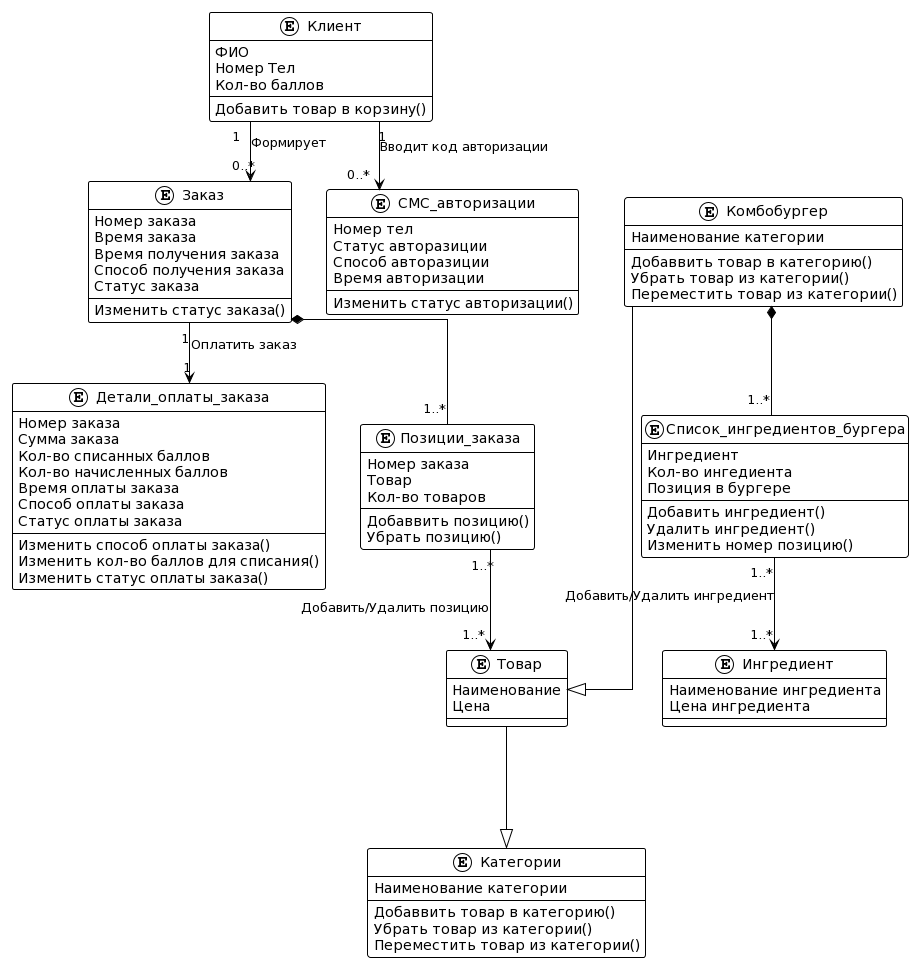 E Клиент
ФИО
Номер Тел
Кол-во баллов
Добавить товар в корзину()
1
Формирует
0..*
1
Вводит код авторизации
0..*
E Заказ
Номер заказа
Время заказа
Время получения заказа
Способ получения заказа
Статус заказа
Изменить статус заказа()
E СМС_авторизации
Номер тел
Статус авторазиции
Способ авторазиции
Время авторизации
Изменить статус авторизации()
E Комбобургер
Наименование категории
Добаввить товар в категорию()
Убрать товар из категории()
Переместить товар из категории()
1
Оплатить заказ
1
1..*
1..*
E Детали_оплаты_заказа
Номер заказа
Сумма заказа
Кол-во списанных баллов
Кол-во начисленных баллов
Время оплаты заказа
Способ оплаты заказа
Статус оплаты заказа
Изменить способ оплаты заказа()
Изменить кол-во баллов для списания()
Изменить статус оплаты заказа()
E Позиции_заказа
Номер заказа
Товар
Кол-во товаров
Добаввить позицию()
Убрать позицию()
E Список_ингредиентов_бургера
Ингредиент
Кол-во ингедиента
Позиция в бургере
Добавить ингредиент()
Удалить ингредиент()
Изменить номер позицию()
1..*
Добавить/Удалить позицию
1..*
1..*
Добавить/Удалить ингредиент
1..*
E Товар
Наименование
Цена
E Ингредиент
Наименование ингредиента
Цена ингредиента
E Категории
Наименование категории
Добаввить товар в категорию()
Убрать товар из категории()
Переместить товар из категории()